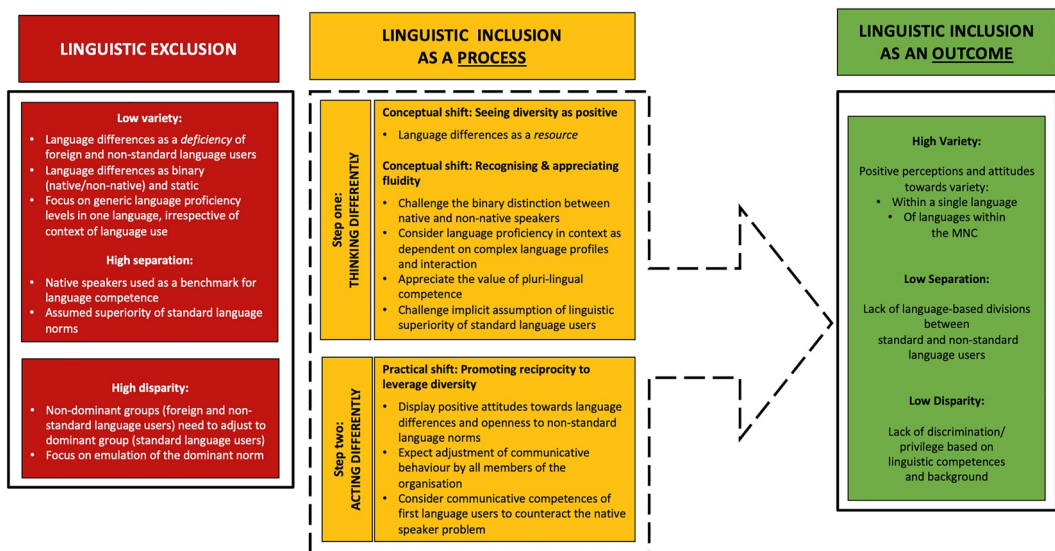 LINGUISTIC EXCLUSION
Low variety:
• Language differences as a deficiency of
foreign and non-standard language users
• Language differences as binary
(native/non-native) and static
• Focus on generic language proficiency
levels in one language, irrespective of
context of language use
High separation:
• Native speakers used as a benchmark for
language competence
• Assumed superiority of standard language
norms
High disparity:
• Non-dominant groups (foreign and non-
standard language users) need to adjust to
dominant group (standard language users)
• Focus on emulation of the dominant norm
LINGUISTIC INCLUSION
AS A PROCESS
Step one:
THINKING DIFFERENTLY
Conceptual shift: Seeing diversity as positive
• Language differences as a resource
Conceptual shift: Recognising & appreciating
fluidity
• Challenge the binary distinction between
native and non-native speakers
• Consider language proficiency in context as
dependent on complex language profiles
and interaction
• Appreciate the value of pluri-lingual
competence
• Challenge implicit assumption of linguistic
superiority of standard language users
Step two:
ACTING DIFFERENTLY
Practical shift: Promoting reciprocity to
leverage diversity
• Display positive attitudes towards language
differences and openness to non-standard
language norms
• Expect adjustment of communicative
behaviour by all members of the
organisation
• Consider communicative competences of
first language users to counteract the native
speaker problem
LINGUISTIC INCLUSION
AS AN OUTCOME
High Variety:
Positive perceptions and attitudes
towards variety:
• Within a single language
• Of languages within
the MNC
Low Separation:
Lack of language-based divisions
between
standard and non-standard
language users
Low Disparity:
Lack of discrimination/
privilege based on
linguistic competences
and background